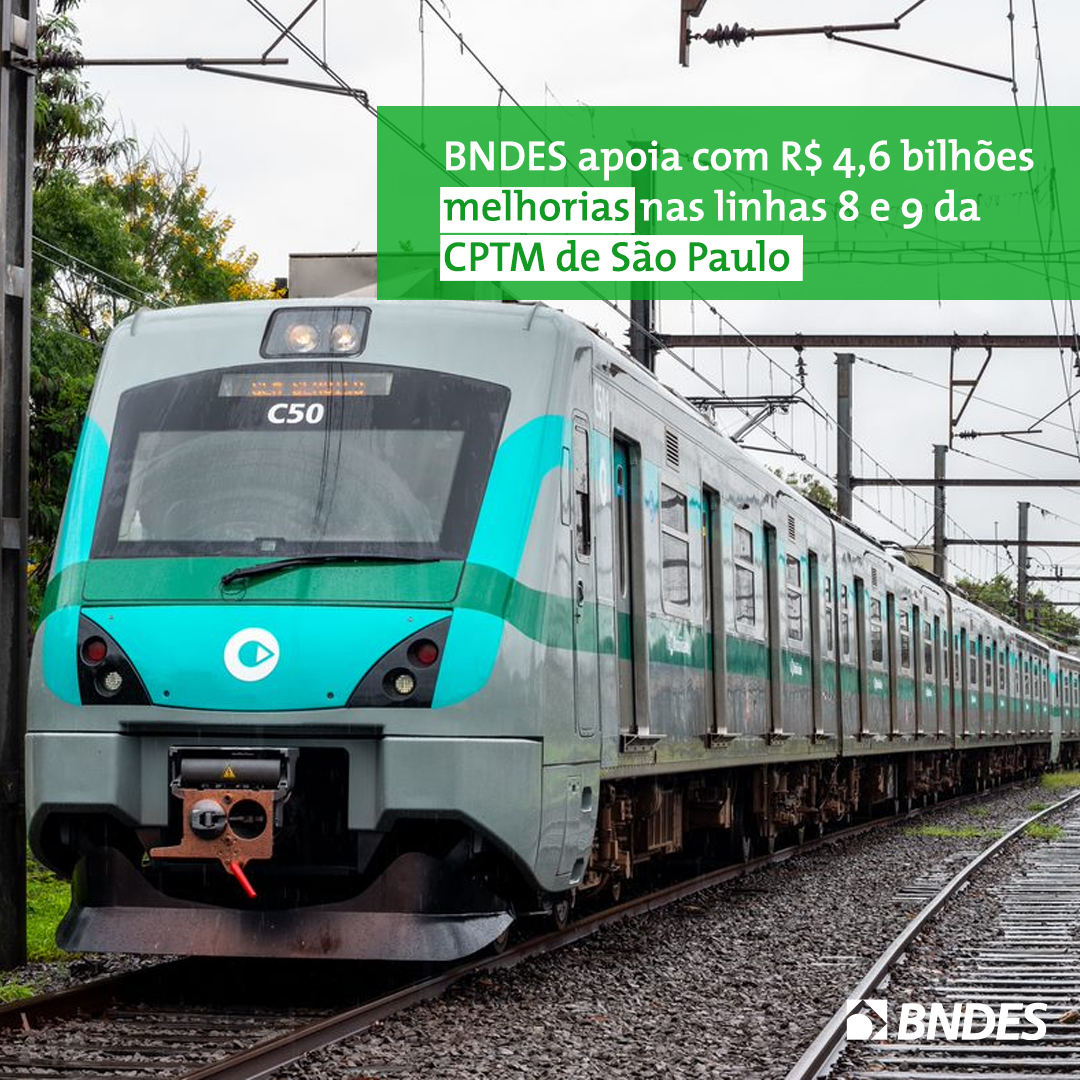 BNDES apoia com R$ 4,6 bilhões
melhorias nas linhas 8 e 9 da
CPTM de São Paulo
C50
BNDES